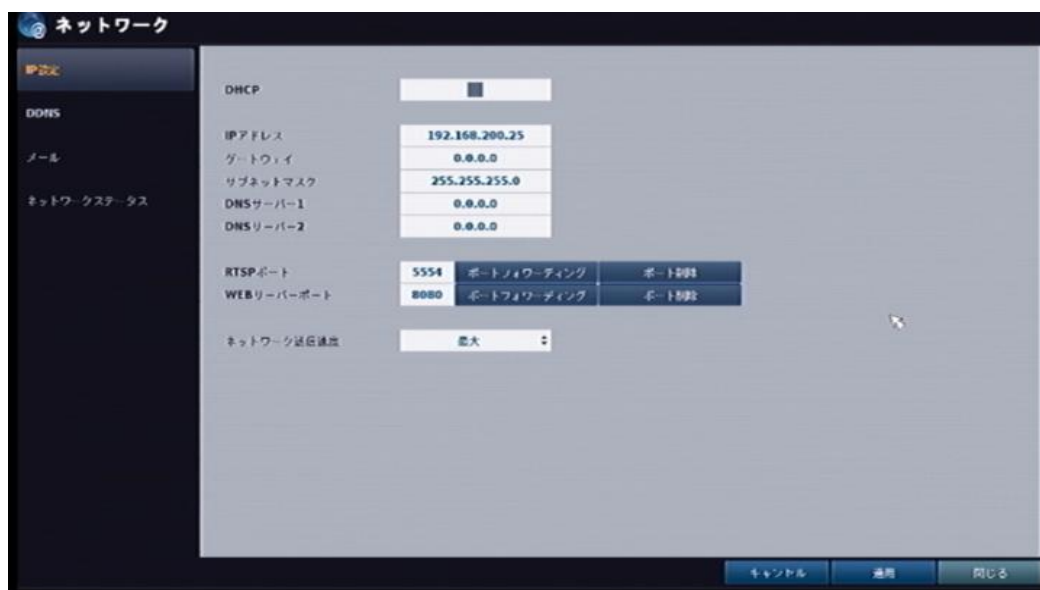 ネットワーク
IP設定
DDNS
メール
ネットワークステータス
DHCP
IPアドレス 192.168.200.25
ゲートウェイ 0.0.0.0
サブネットマスク 255.255.255.0
DNSサーバー1 0.0.0.0
DNSサーバー2 0.0.0.0
RTSPポート 5554 ポートフォワーディング ポート削除
WEBサーバーポート 8080 ポートフォワーディング ポート削除
ネットワーク送信速度 最大
キャンセル 適用 閉じる